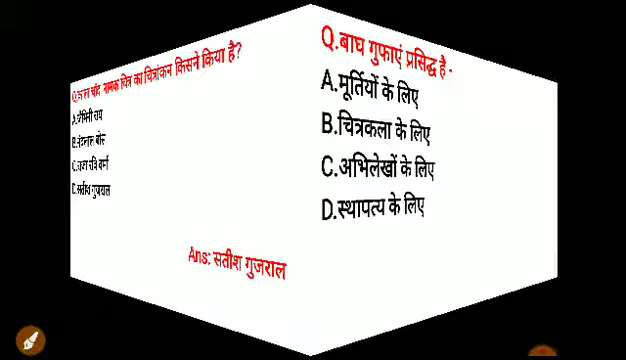 Q.काला चाँद नामक चित्र का चित्रांकन किसने किया है?
A.जैमिनी राय
B.नंदलाल बोस
C.राजा रवि वर्मा
D.सतीश गुजराल
Ans: सतीश गुजराल
Q.बाघ गुफाएं प्रसिद्ध है -
A.मूर्तियों के लिए
B.चित्रकला के लिए
C.अभिलेखों के लिए
D.स्थापत्य के लिए